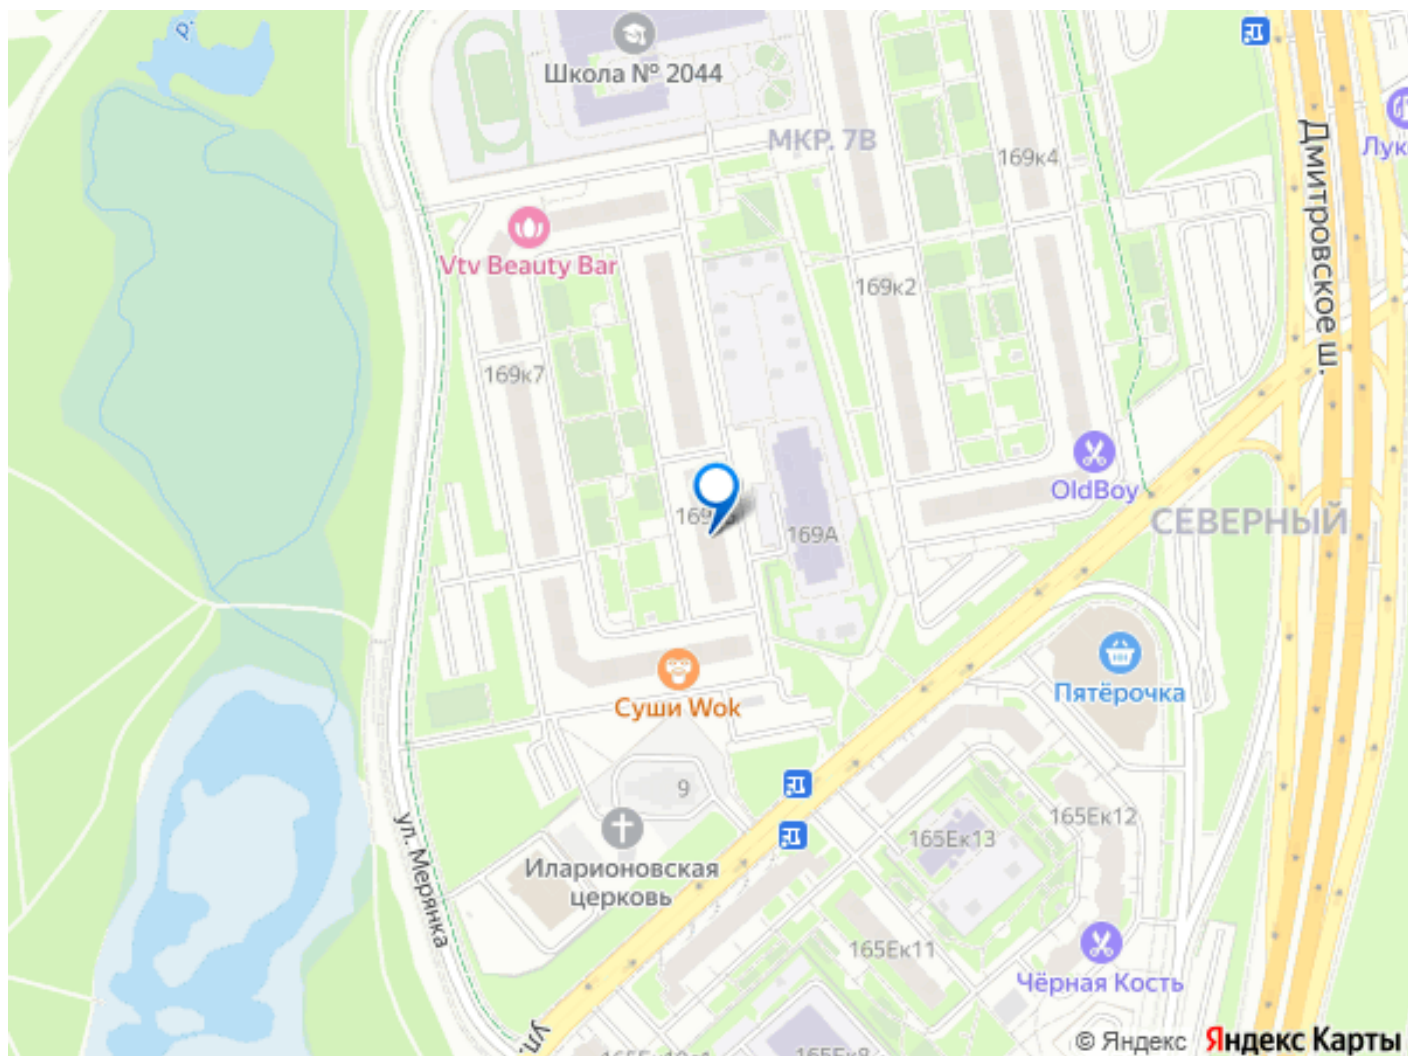 р.
Школа № 2044
МКР. 7В
169к4
Лук
Дмитровское ш.
Vtv Beauty Bar
169к2
169к7
OldBoy
СЕВЕРНЫЙ
169А
Пятёрочка
Суши Wok
9
165Ек12
165Ек13
ул. Мерянка
Иларионовская
церковь
165Ек11
Чёрная Кость
ул.
© Яндекс Яндекс Карты